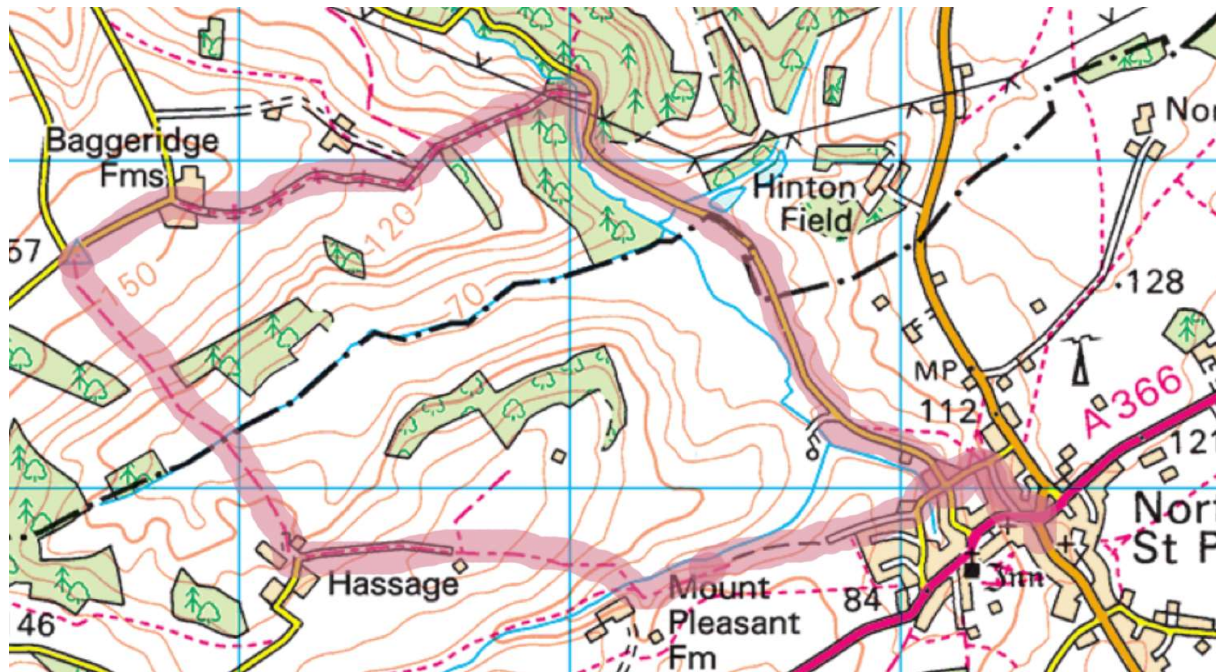 Baggeridge
Fms
57
150
120
70
Hinton
Field
Nor
128
MP
112
A 366
121
Nort
St P
Inn
84
Hassage
Mount
Pleasant
Fm
46